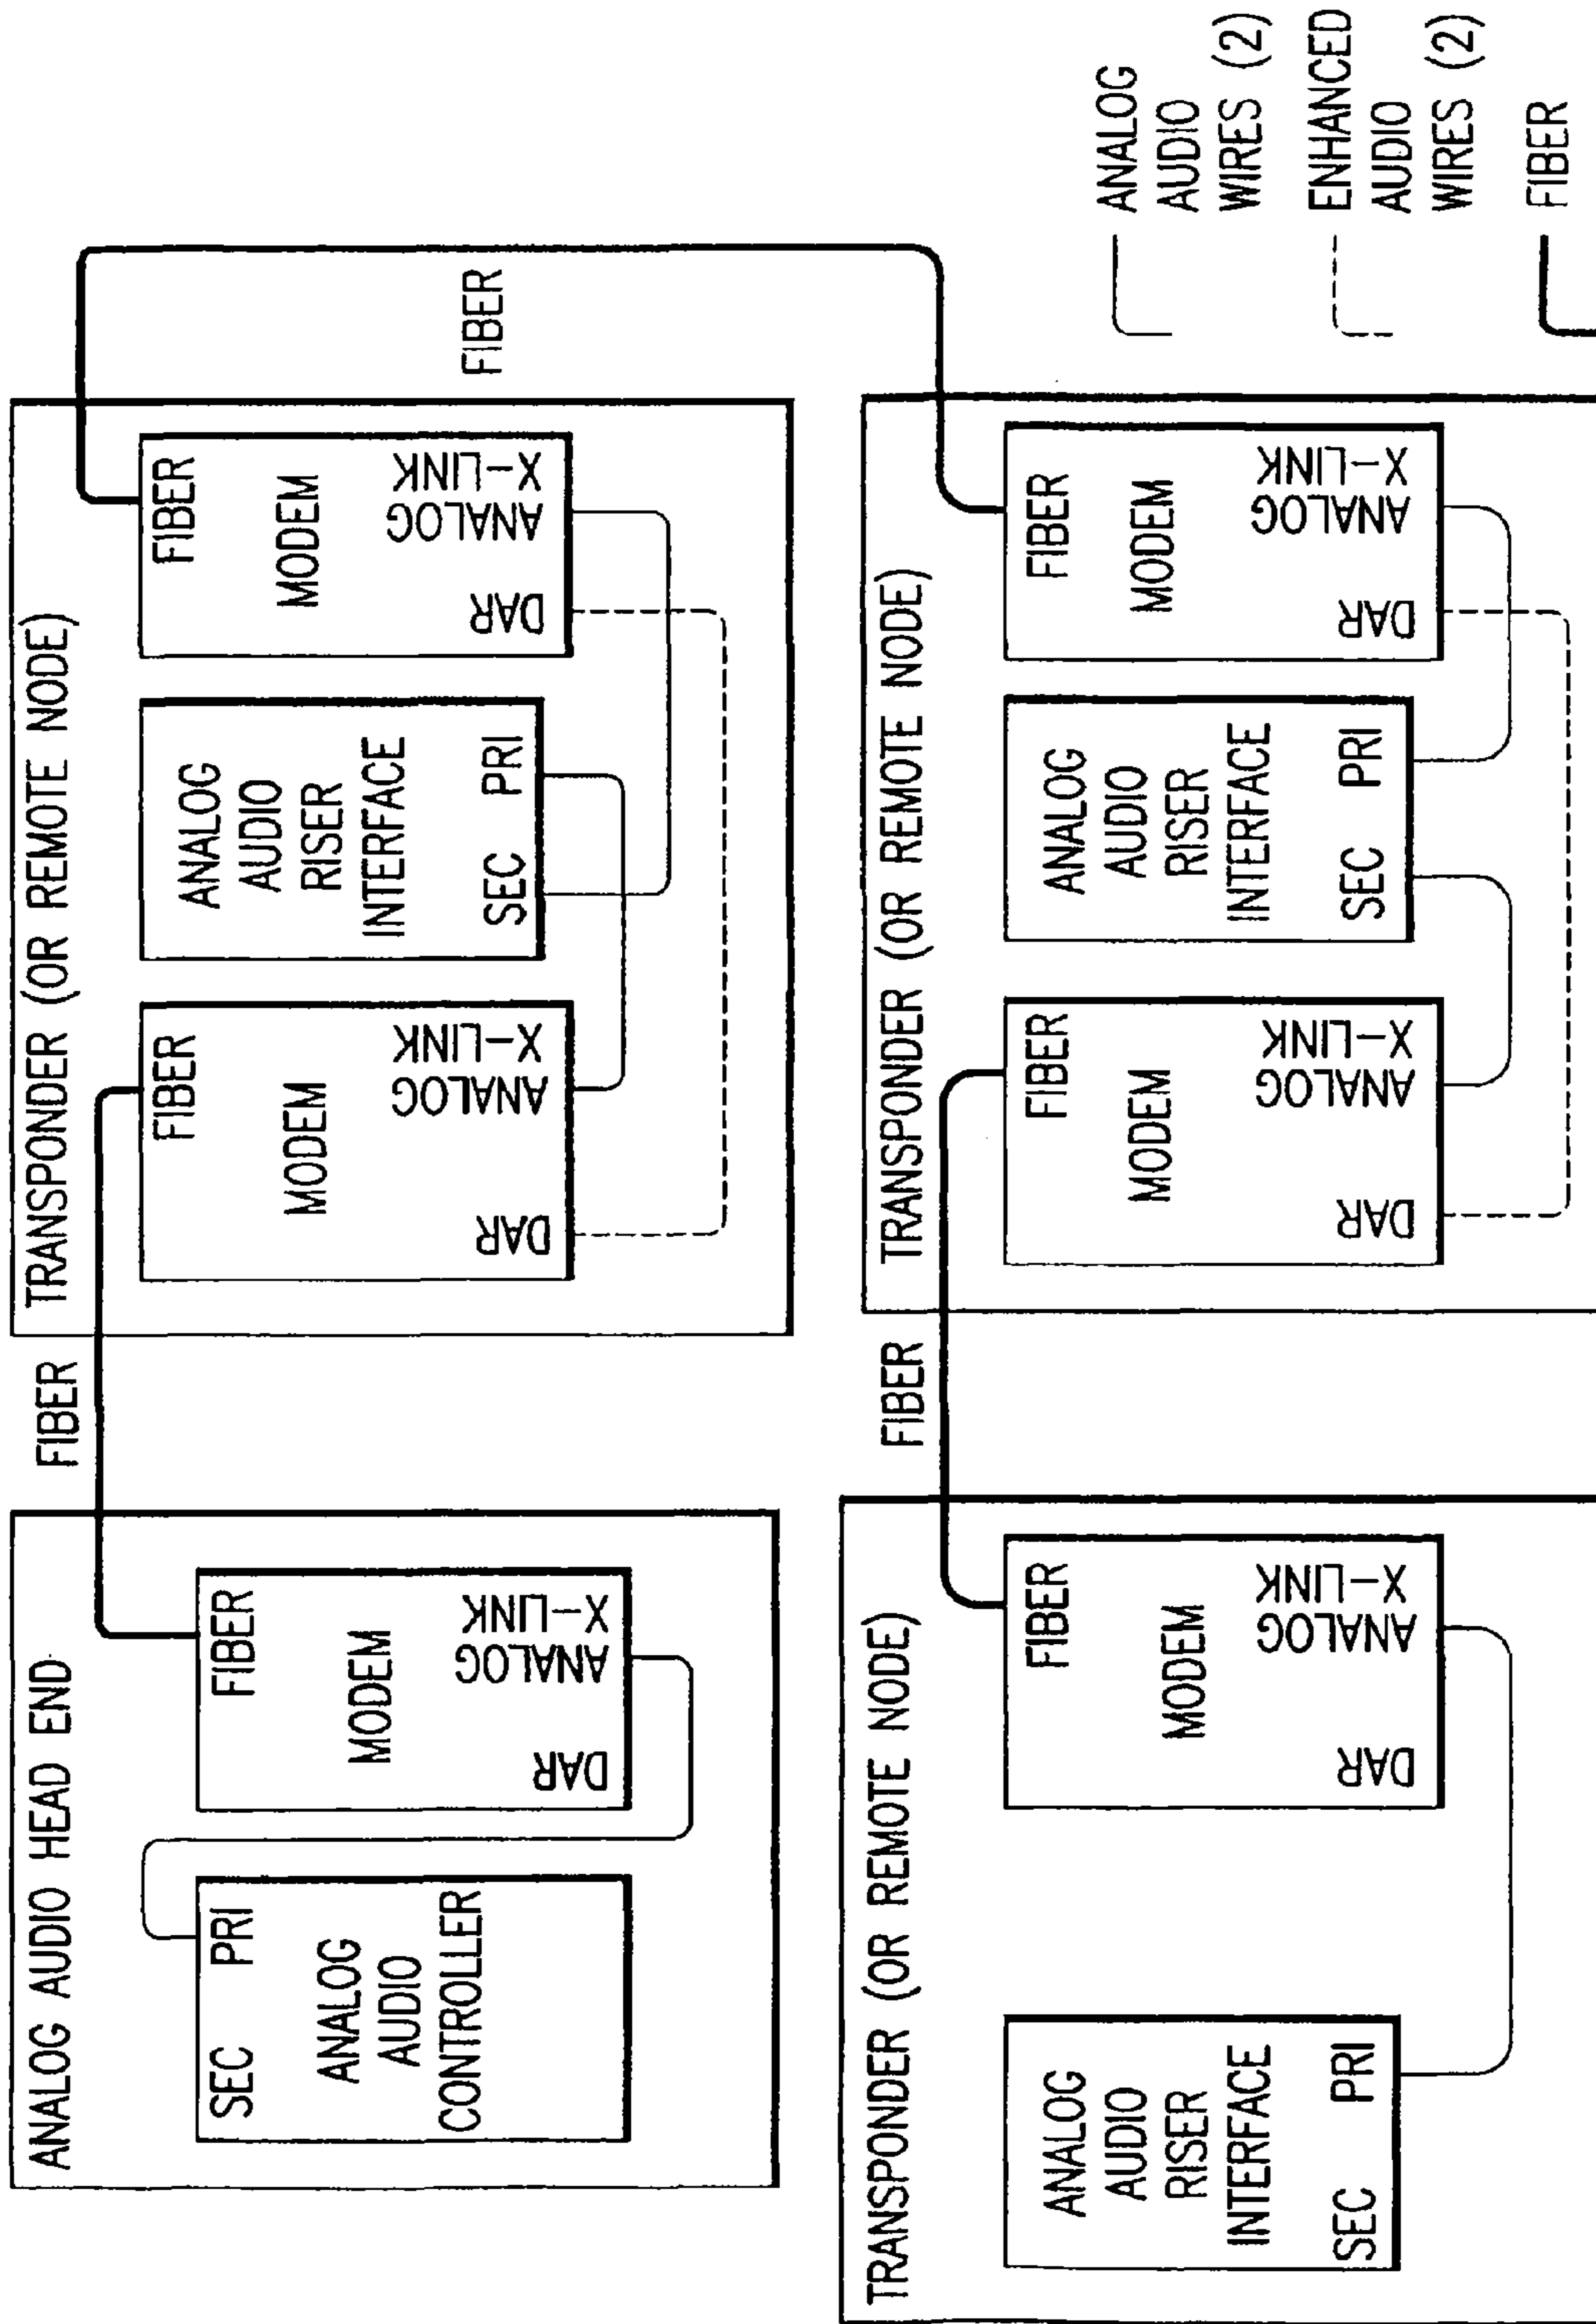 ANALOG AUDIO HEAD END
SEC PRI
ANALOG
AUDIO
CONTROLLER
FIBER
MODEM
DAR
ANALOG
X-LINK
FIBER
TRANSPONDER (OR REMOTE NODE)
FIBER
MODEM
DAR
ANALOG
X-LINK
ANALOG
AUDIO
RISER
INTERFACE
SEC PRI
FIBER
MODEM
DAR
ANALOG
X-LINK
FIBER
TRANSPONDER (OR REMOTE NODE)
ANALOG
AUDIO
RISER
INTERFACE
SEC PRI
FIBER
MODEM
DAR
ANALOG
X-LINK
FIBER
TRANSPONDER (OR REMOTE NODE)
FIBER
MODEM
DAR
ANALOG
X-LINK
ANALOG
AUDIO
RISER
INTERFACE
SEC PRI
FIBER
MODEM
DAR
ANALOG
X-LINK
ANALOG
AUDIO
WIRES (2)
ENHANCED
AUDIO
WIRES (2)
FIBER